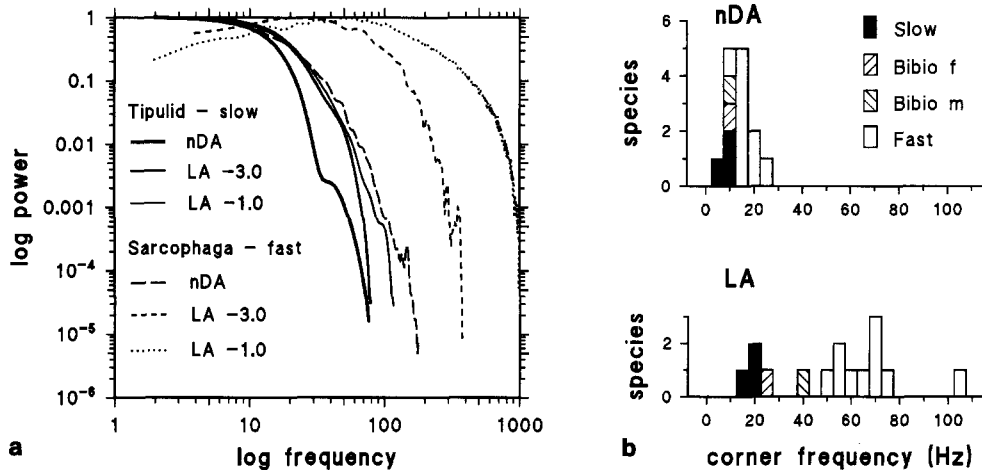 1
0.1
0.01
0.001
10⁻⁴
10⁻⁵
10⁻⁶
log power
Tipulid – slow
nDA
LA -3.0
LA -1.0
Sarcophaga – fast
nDA
LA -3.0
LA -1.0
1 10 100 1000
log frequency
a
nDA
species
6
4
2
0
Slow
Bibio f
Bibio m
Fast
0 20 40 60 80 100
LA
species
2
0
0 20 40 60 80 100
corner frequency (Hz)
b